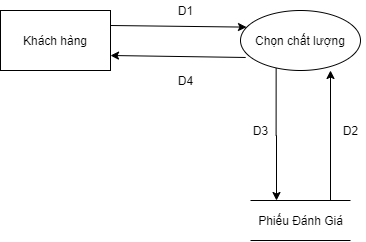 D1
Khách hàng
Chọn chất lượng
D4
D3
D2
Phiếu Đánh Giá